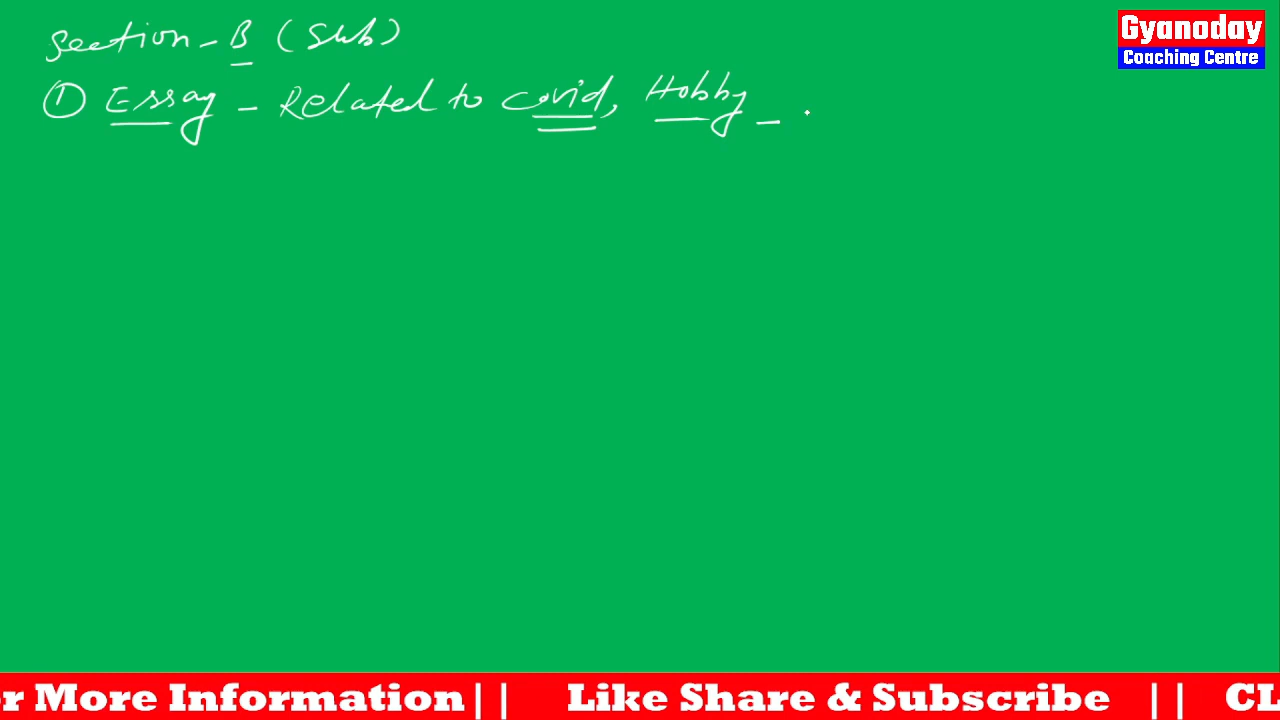 Section - B (Sub)
Gyanoday
Coaching Centre
① Essay - Related to Covid, Hobby -
r More Information|| Like Share & Subscribe || CL